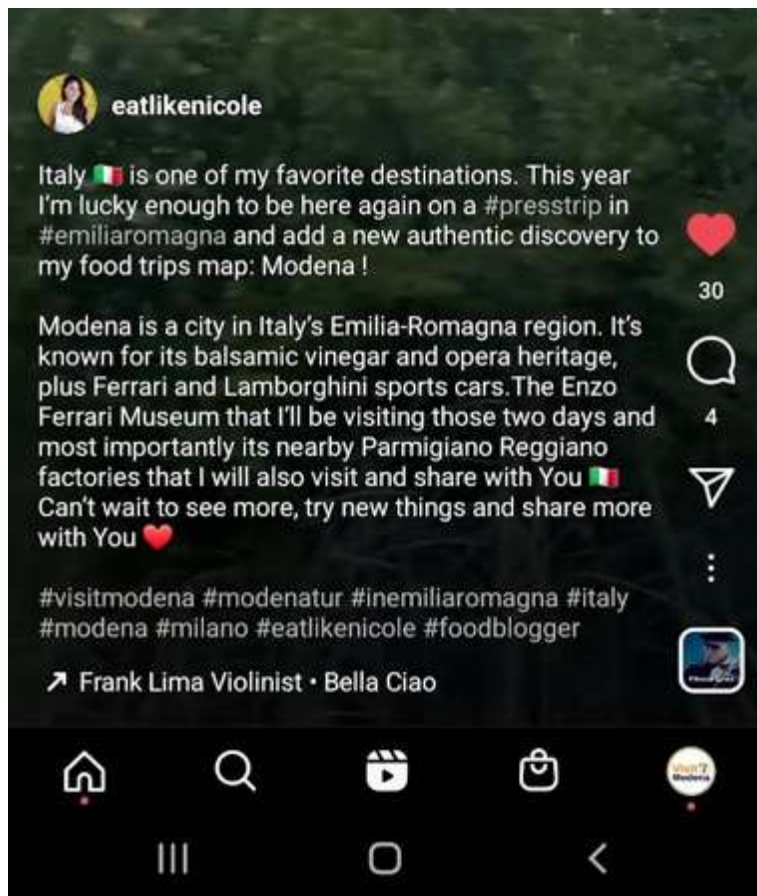 eatlikenicole
Italy 🇮🇹 is one of my favorite destinations. This year
I'm lucky enough to be here again on a #presstrip in
#emiliaromagna and add a new authentic discovery to
my food trips map: Modena !
30
Modena is a city in Italy's Emilia-Romagna region. It's
known for its balsamic vinegar and opera heritage,
plus Ferrari and Lamborghini sports cars.The Enzo
Ferrari Museum that I'll be visiting those two days and
4
most importantly its nearby Parmigiano Reggiano
factories that I will also visit and share with You 🇮🇹
Can't wait to see more, try new things and share more
with You ❤️
#visitmodena #modenatur #inemiliaromagna #italy
#modena #milano #eatlikenicole #foodblogger
Frank Lima Violinist • Bella Ciao
Visit
Modena